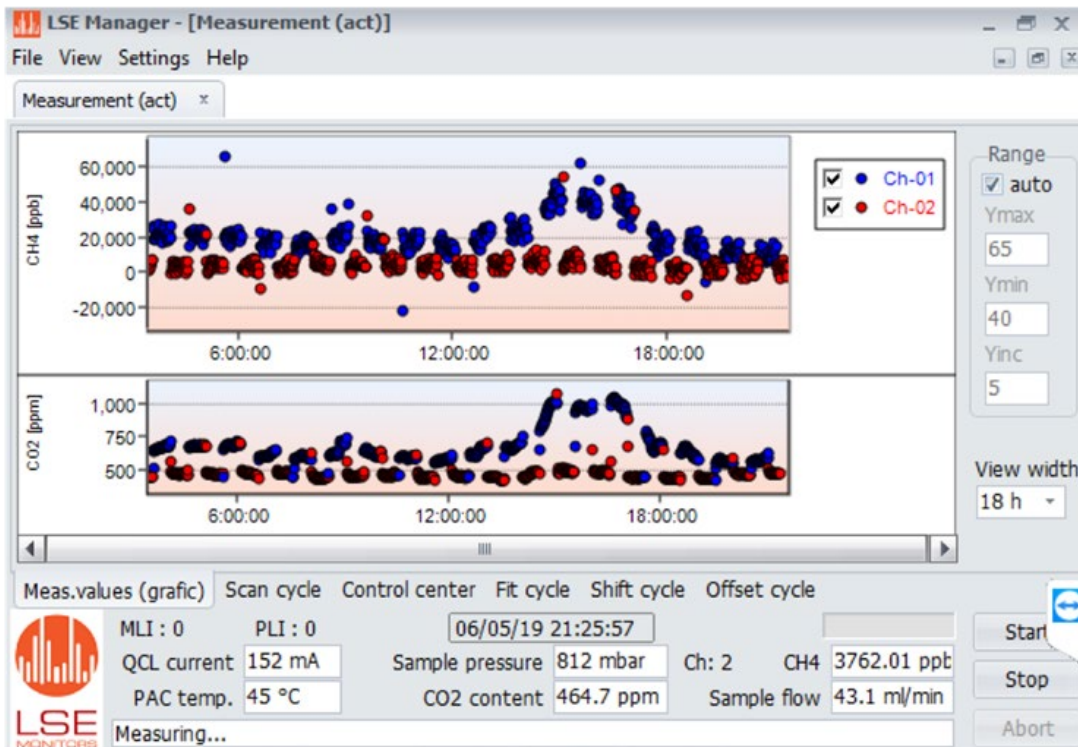 LSE Manager - [Measurement (act)]
File View Settings Help
Measurement (act) x
CH4 [ppb]
60,000
40,000
20,000
0
-20,000
6:00:00 12:00:00 18:00:00
Ch-01
Ch-02
CO2 [ppm]
1,000
750
500
6:00:00 12:00:00 18:00:00
Range
auto
Ymax
65
Ymin
40
Yinc
5
View width
18 h
Meas.values (grafic) Scan cycle Control center Fit cycle Shift cycle Offset cycle
MLI : 0 PLI : 0 06/05/19 21:25:57
QCL current 152 mA Sample pressure 812 mbar Ch: 2 CH4 3762.01 ppb
PAC temp. 45 °C CO2 content 464.7 ppm Sample flow 43.1 ml/min
LSE
MONITORS
Measuring...
Start
Stop
Abort